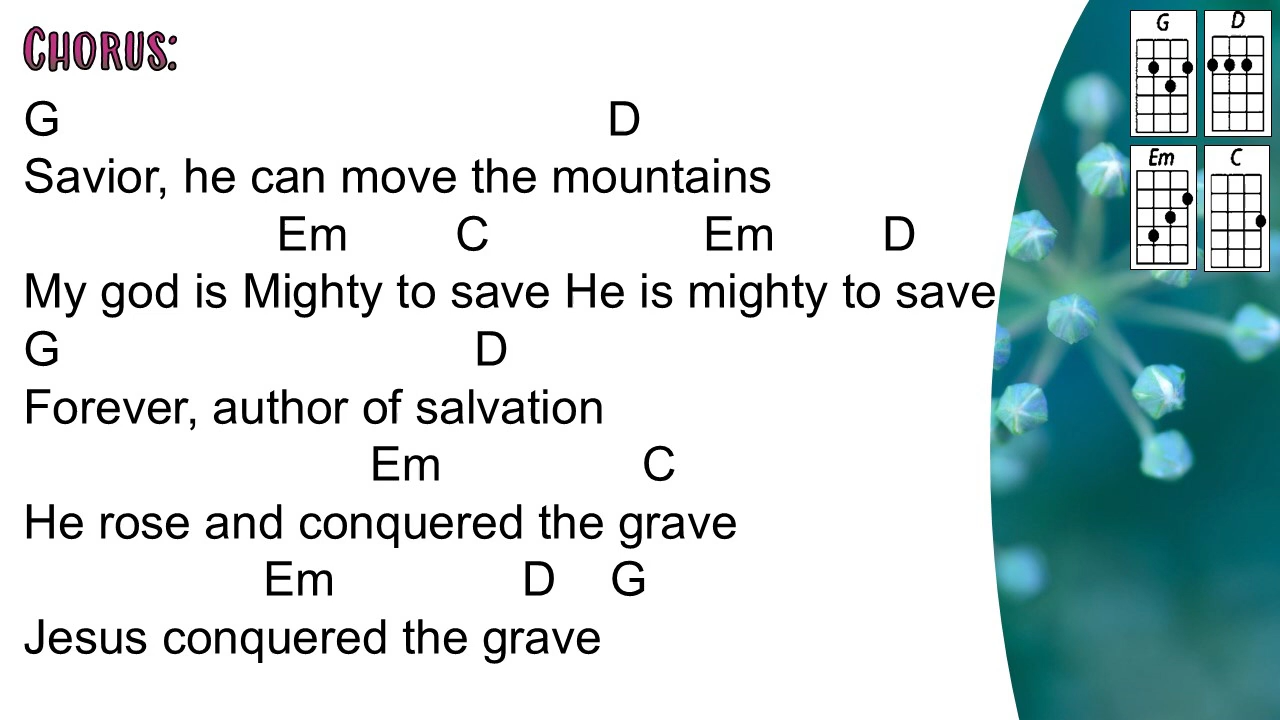 CHORUS:
G D
Savior, he can move the mountains
Em C Em D
My god is Mighty to save He is mighty to save
G D
Forever, author of salvation
Em C
He rose and conquered the grave
Em D G
Jesus conquered the grave
G D
Em C